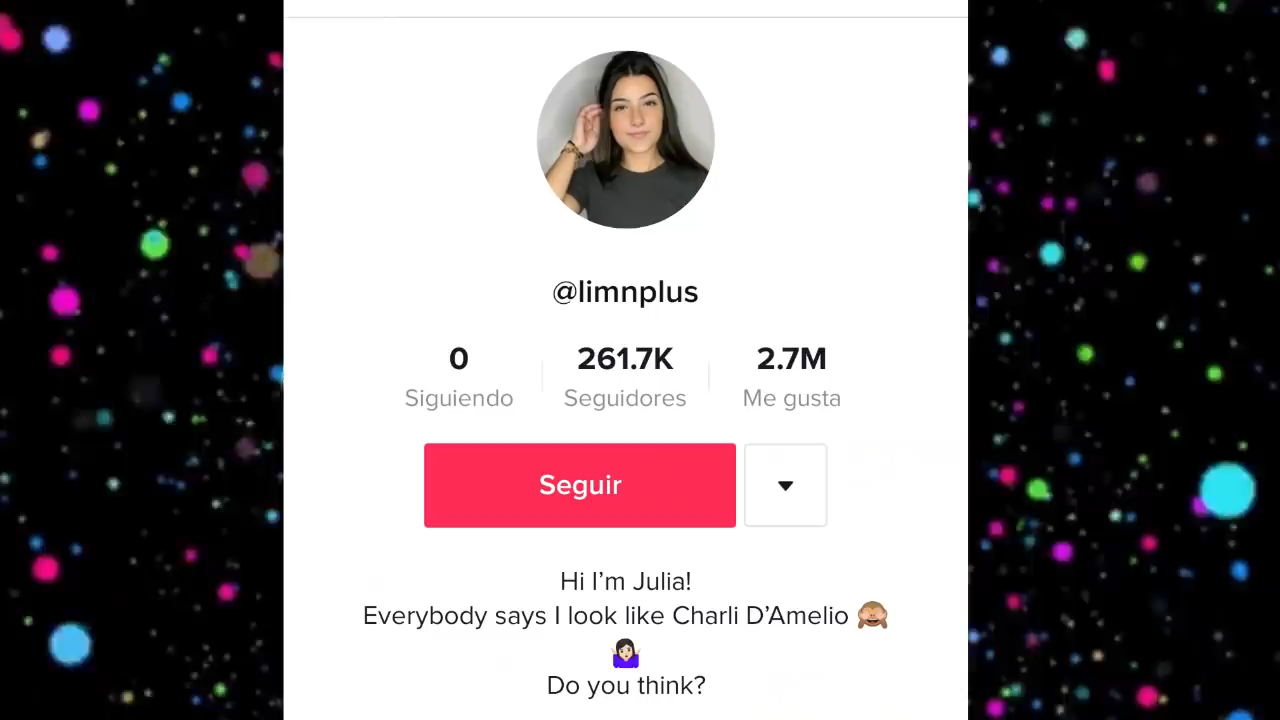 @limnplus
0 261.7K 2.7M
Siguiendo Seguidores Me gusta
Seguir
Hi I’m Julia!
Everybody says I look like Charli D’Amelio 🙈
🤷🏻‍♀️
Do you think?